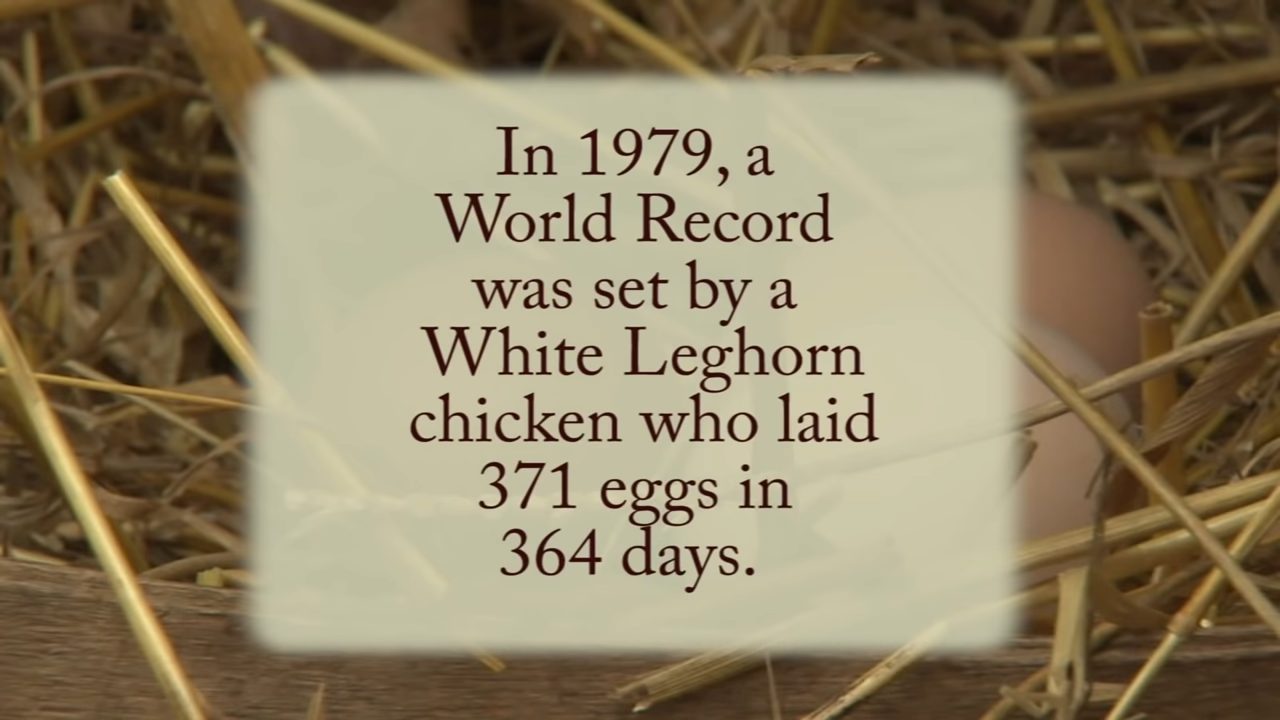 In 1979, a
World Record
was set by a
White Leghorn
chicken who laid
371 eggs in
364 days.